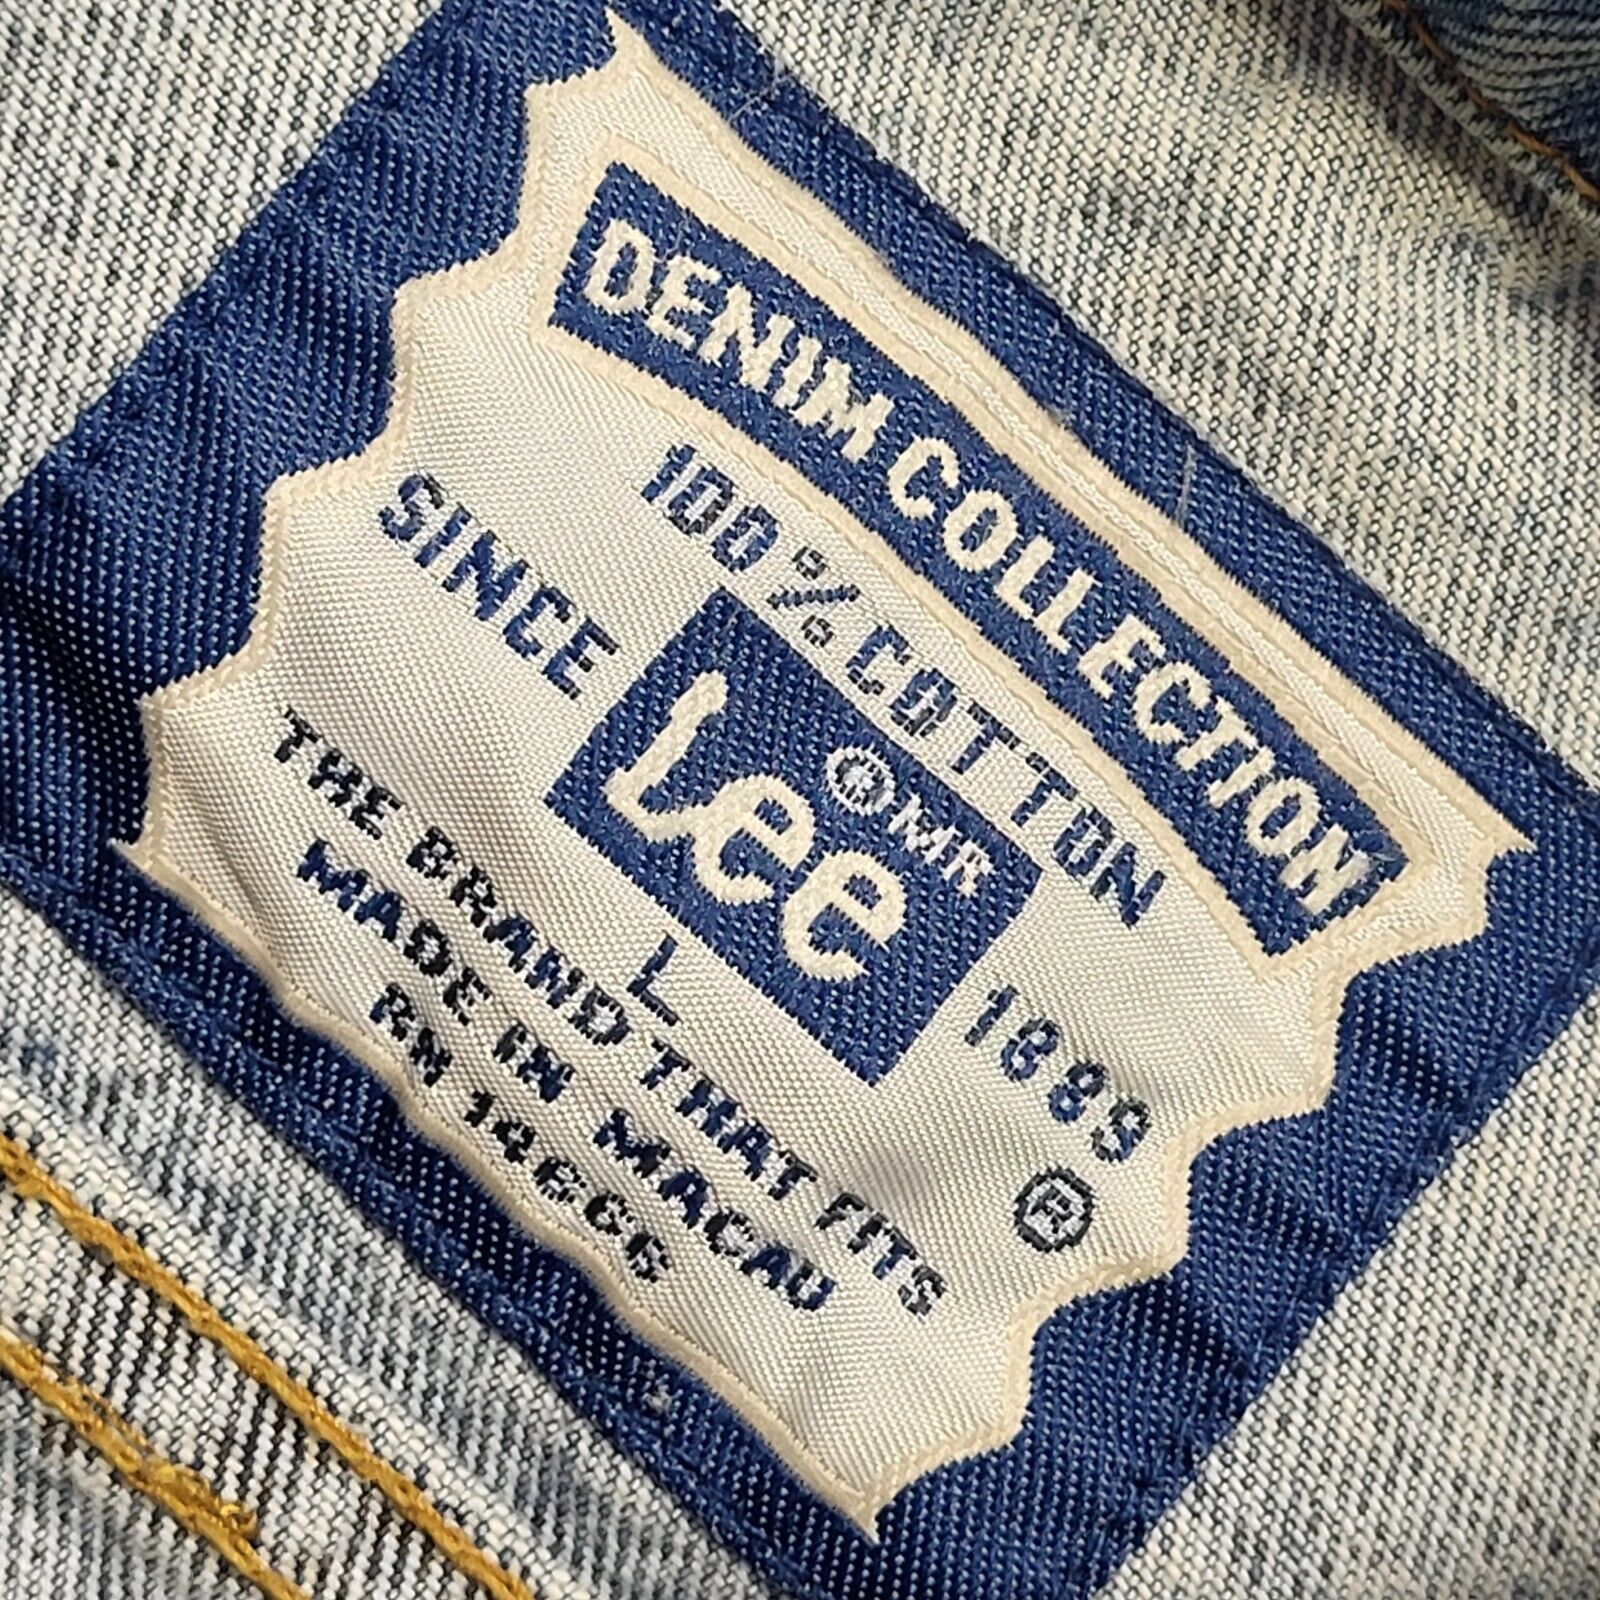 DENIM COLLECTION
100% COTTON
SINCE Lee ® MR 1889
L
THE BRAND THAT FITS ®
MADE IN MACAU
RN 14666